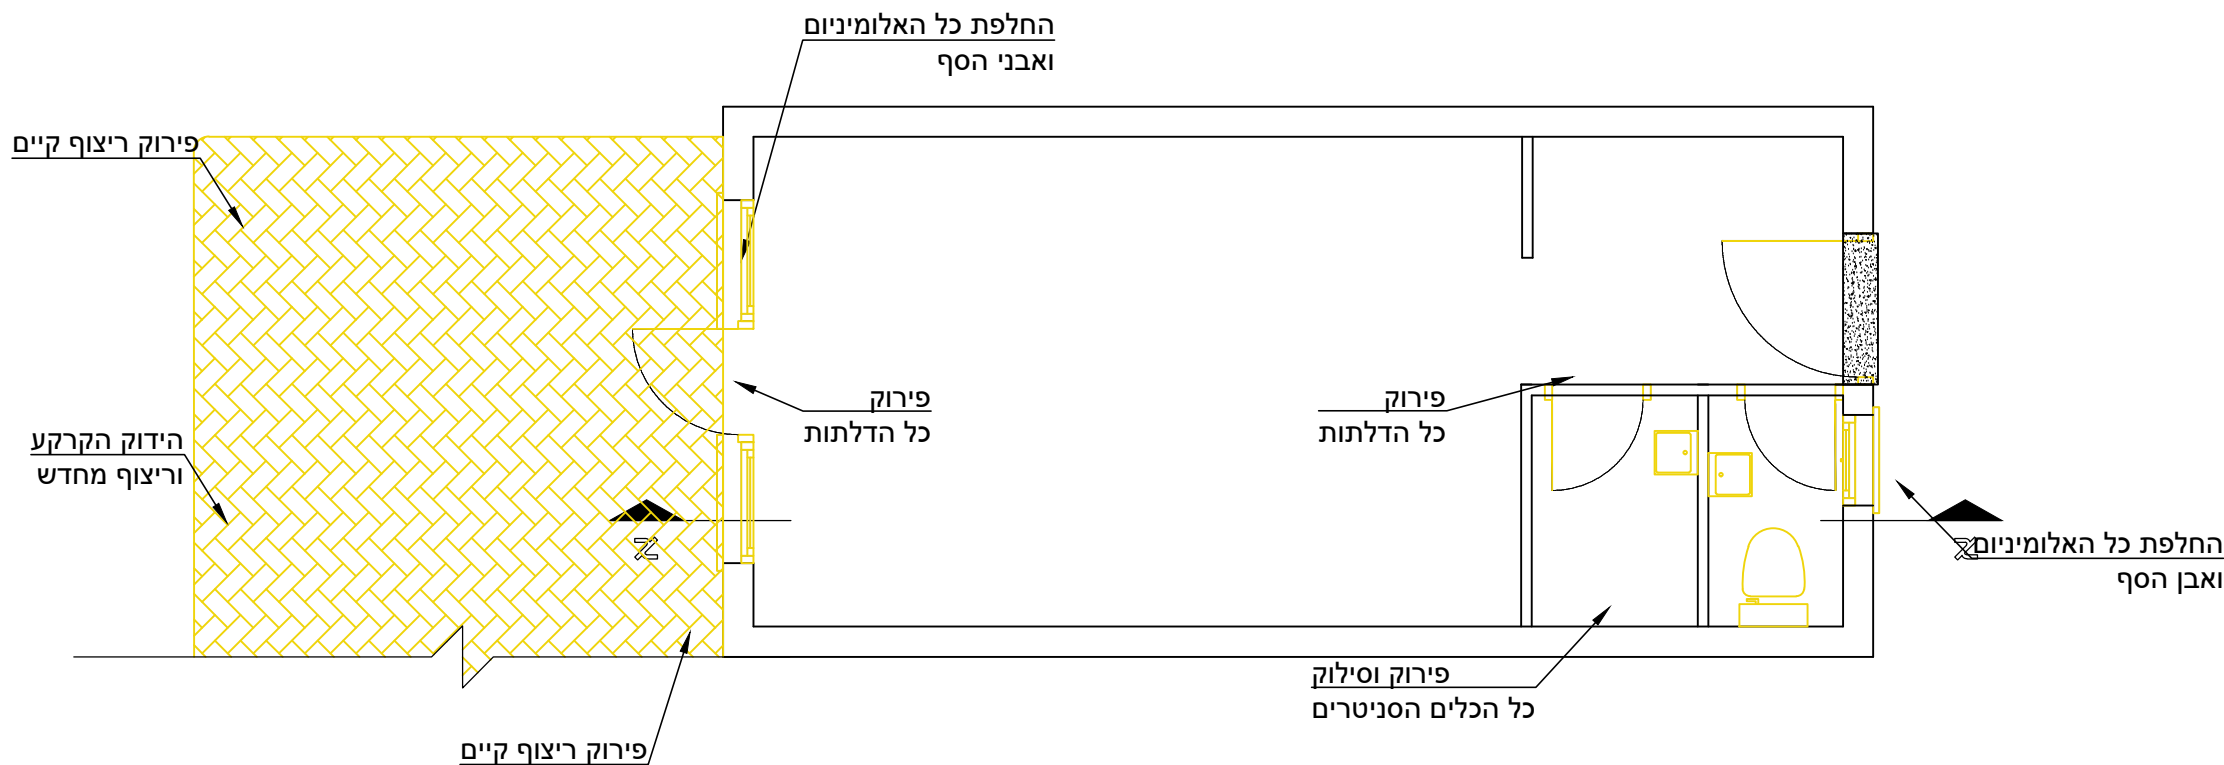 החלפת כל האלומיניום
ואבני הסף
פירוק ריצוף קיים
פירוק
כל הדלתות
פירוק
כל הדלתות
הידוק הקרקע
וריצוף מחדש
א
א
החלפת כל האלומיניום
ואבן הסף
פירוק וסילוק
כל הכלים הסניטרים
פירוק ריצוף קיים